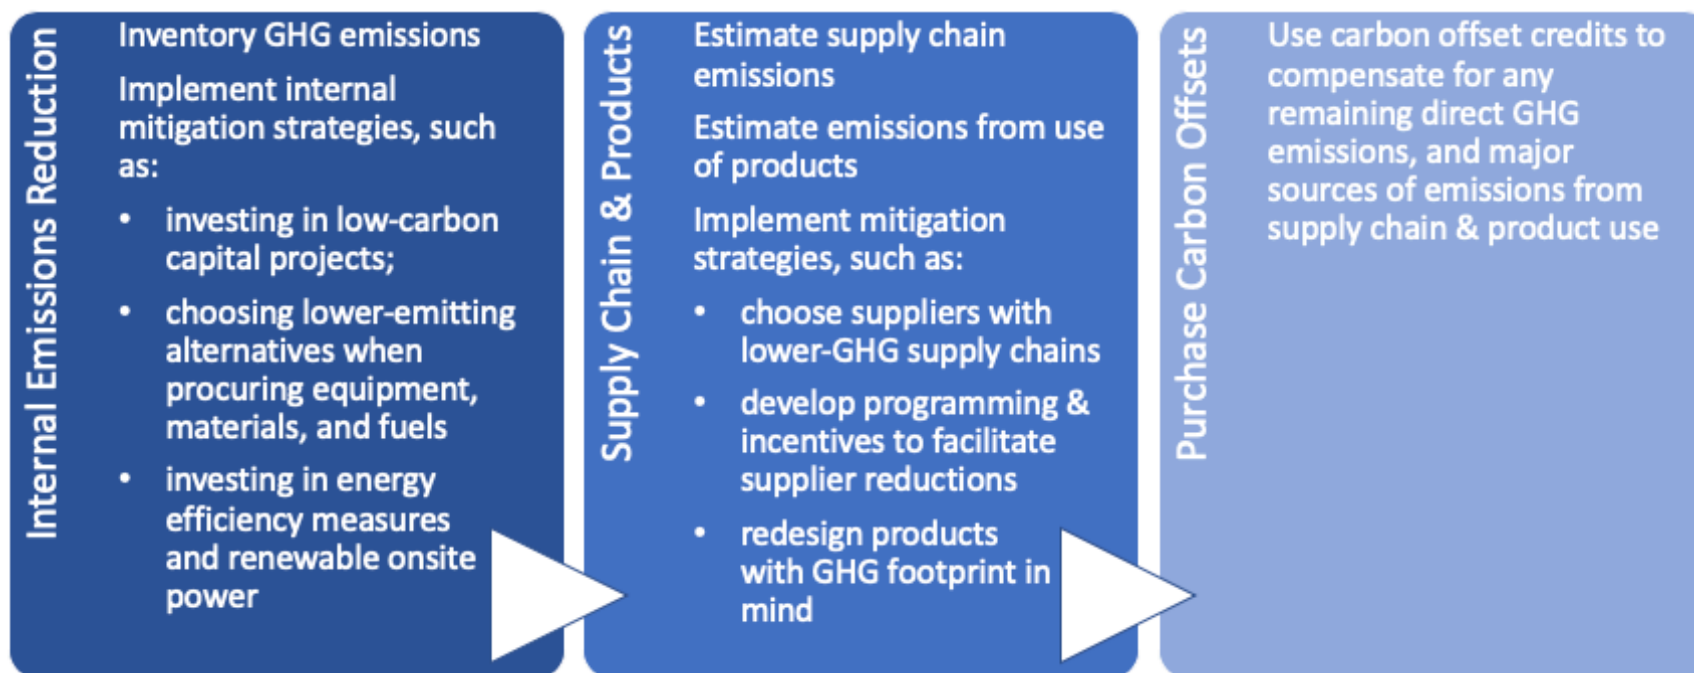 Internal Emissions Reduction
Inventory GHG emissions
Implement internal
mitigation strategies, such
as:
• investing in low-carbon
capital projects;
• choosing lower-emitting
alternatives when
procuring equipment,
materials, and fuels
• investing in energy
efficiency measures
and renewable onsite
power
Supply Chain & Products
Estimate supply chain
emissions
Estimate emissions from use
of products
Implement mitigation
strategies, such as:
• choose suppliers with
lower-GHG supply chains
• develop programming &
incentives to facilitate
supplier reductions
• redesign products
with GHG footprint in
mind
Purchase Carbon Offsets
Use carbon offset credits to
compensate for any
remaining direct GHG
emissions, and major
sources of emissions from
supply chain & product use